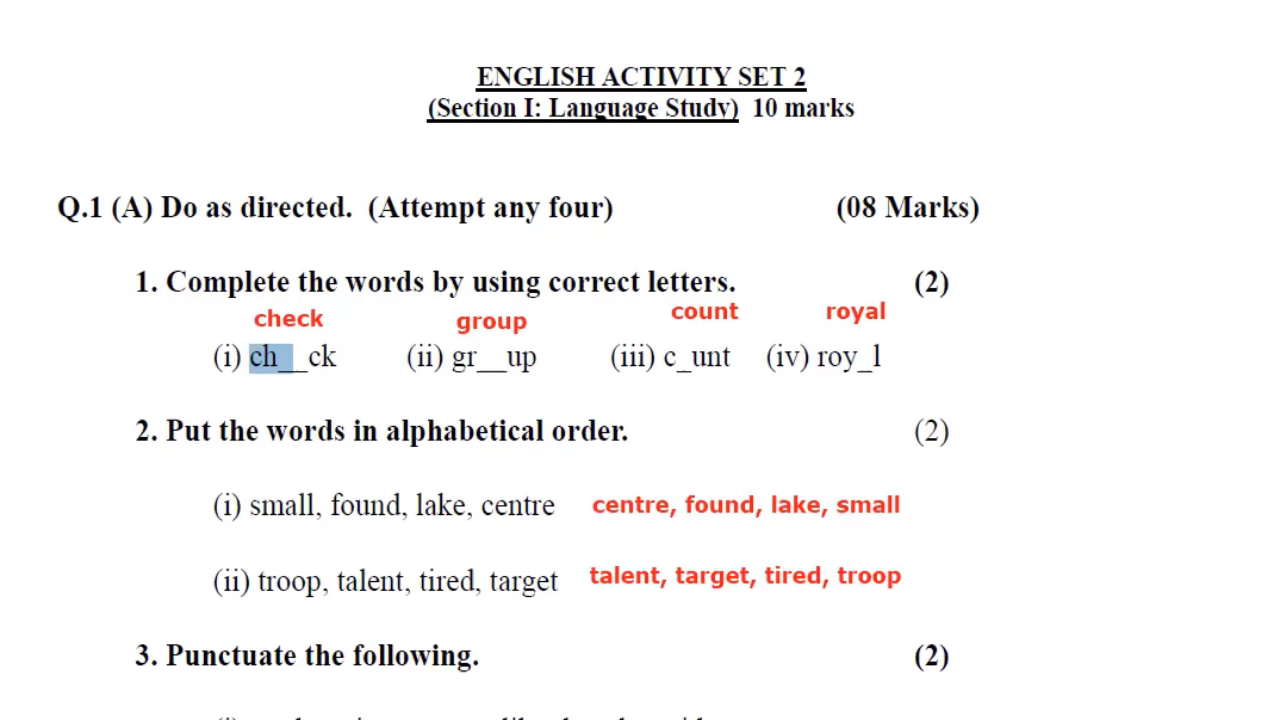 ENGLISH ACTIVITY SET 2
(Section I: Language Study) 10 marks
Q.1 (A) Do as directed. (Attempt any four) (08 Marks)
1. Complete the words by using correct letters. (2)
check group count royal
(i) ch__ck (ii) gr__up (iii) c_unt (iv) roy_l
2. Put the words in alphabetical order. (2)
(i) small, found, lake, centre centre, found, lake, small
(ii) troop, talent, tired, target talent, target, tired, troop
3. Punctuate the following. (2)